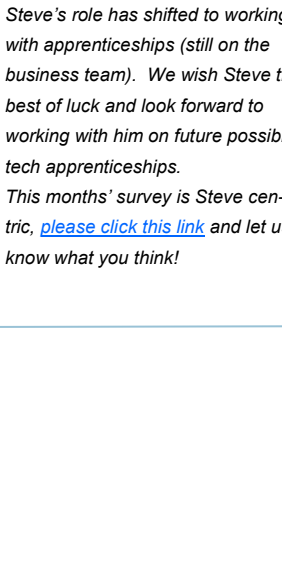 Steve’s role has shifted to working
with apprenticeships (still on the
business team).  We wish Steve
best of luck and look forward to
working with him on future
tech apprenticeships.
This months’ survey is Steve cen-
tric, please click this link and let
know what you think!